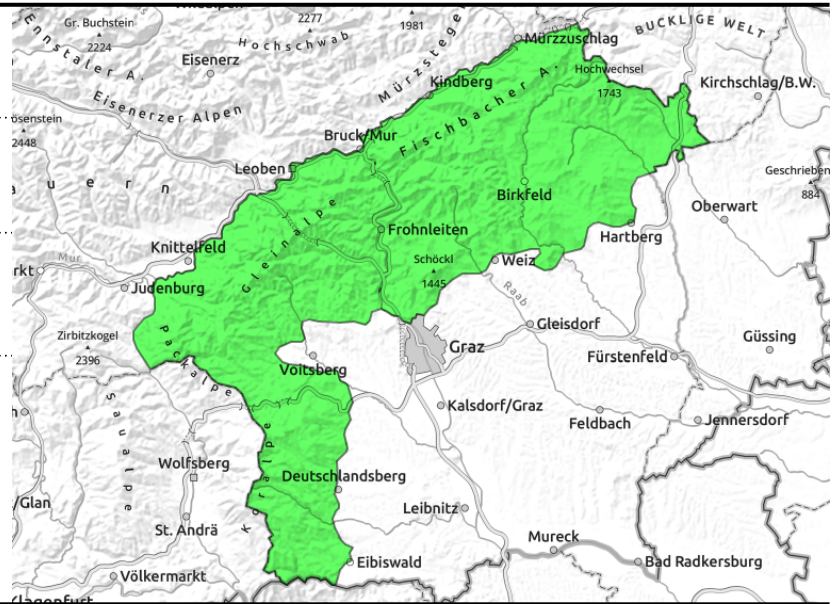 Gr. Buchstein
2224
Ennstaler A.
2277
Hochschwab
1981
Mürzzuschlag
BUCKLIGE WELT
Eisenerz
Kindberg
Hochwechsel
1743
Kirchschlag/B.W.
Eisenerzer Alpen
Fischbacher A.
2448
Bruck/Mur
Leoben
Geschrieben
884
Birkfeld
Oberwart
Gleinalpe
Frohnleiten
Hartberg
Knittelfeld
Mur
Schöckl
1445
Weiz
rkt
Judenburg
Raab
Zirbitzkogel
2396
Packalpe
Graz
Gleisdorf
Güssing
Fürstenfeld
Voitsberg
Saualpe
Kalsdorf/Graz
Feldbach
Jennersdorf
Koralpe
Wolfsberg
Deutschlandsberg
/Glan
St. Andrä
Leibnitz
Mureck
Eibiswald
Bad Radkersburg
Völkermarkt